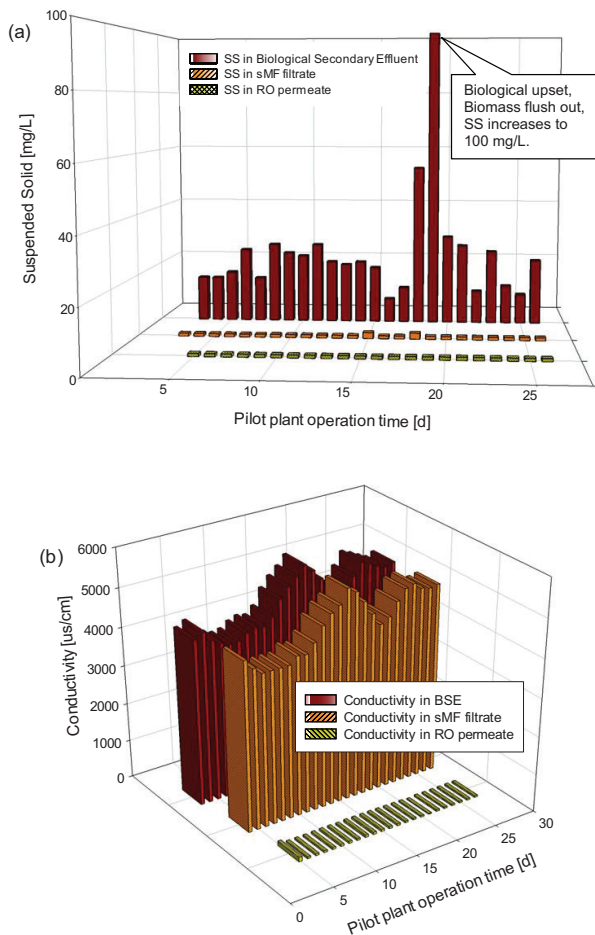 (a)
100
80
60
40
20
0
Suspended Solid [mg/L]
SS in Biological Secondary Effluent
SS in sMF filtrate
SS in RO permeate
Biological upset,
Biomass flush out,
SS increases to
100 mg/L.
5
10
15
20
25
Pilot plant operation time [d]
(b)
6000
5000
4000
3000
2000
1000
0
Conductivity [us/cm]
Conductivity in BSE
Conductivity in sMF filtrate
Conductivity in RO permeate
0
5
10
15
20
25
30
Pilot plant operation time [d]